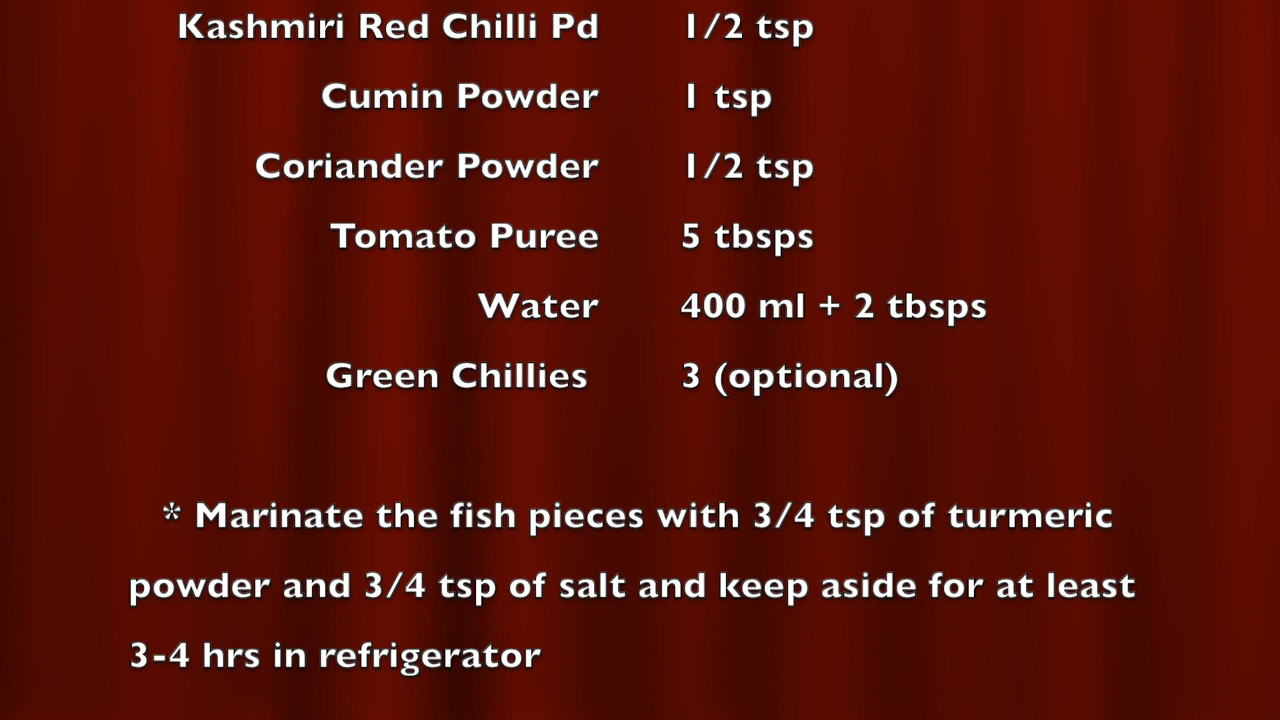 Kashmiri Red Chilli Pd 1/2 tsp
Cumin Powder 1 tsp
Coriander Powder 1/2 tsp
Tomato Puree 5 tbsps
Water 400 ml + 2 tbsps
Green Chillies 3 (optional)
* Marinate the fish pieces with 3/4 tsp of turmeric
powder and 3/4 tsp of salt and keep aside for at least
3-4 hrs in refrigerator